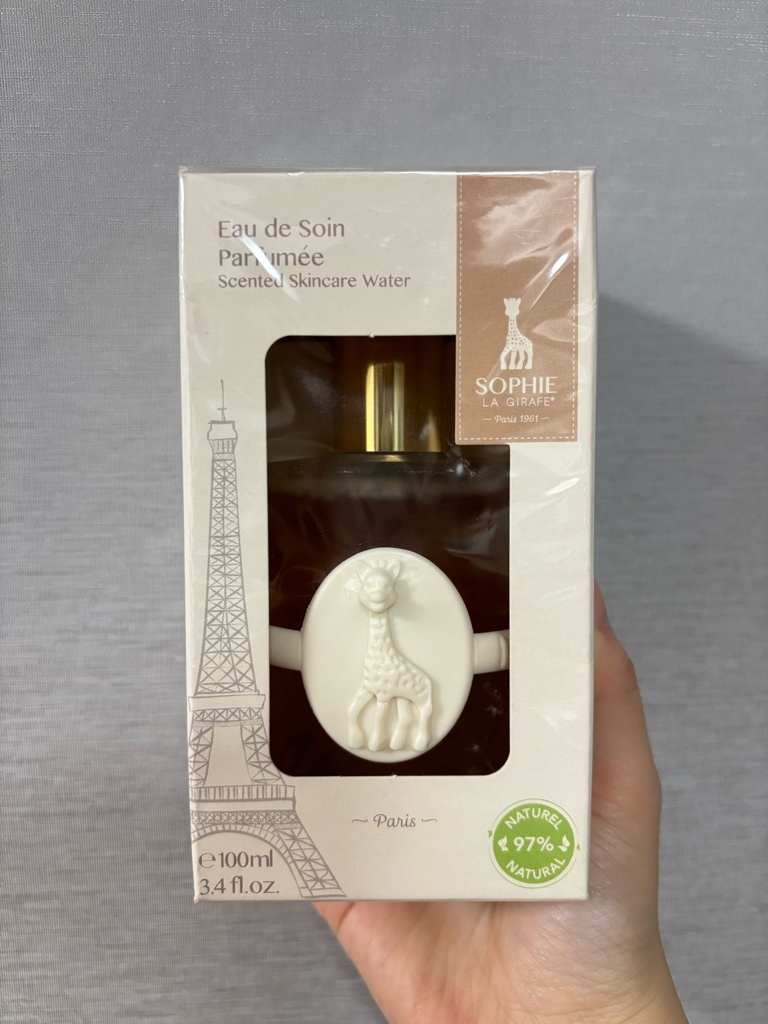 Eau de Soin
Parfumée
Scented Skincare Water
SOPHIE
LA GIRAFE®
~ Paris 1961 ~
~ Paris ~
NATUREL
97%
NATURAL
℮100ml
3.4 fl.oz.